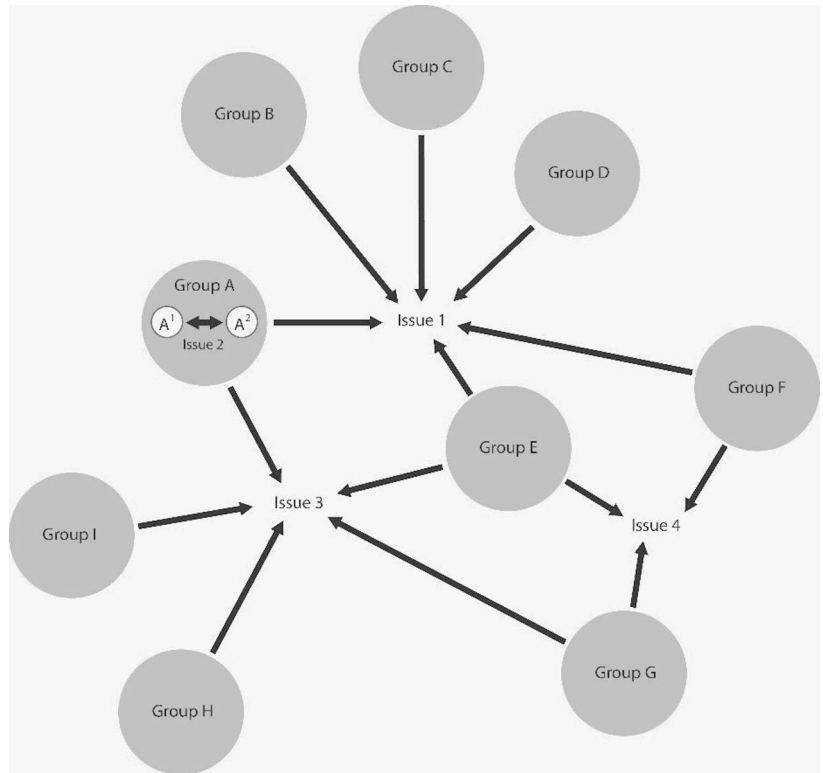 Group C
Group B
Group D
Group A
A¹ A²
Issue 2
Issue 1
Group F
Group E
Issue 3
Issue 4
Group I
Group G
Group H